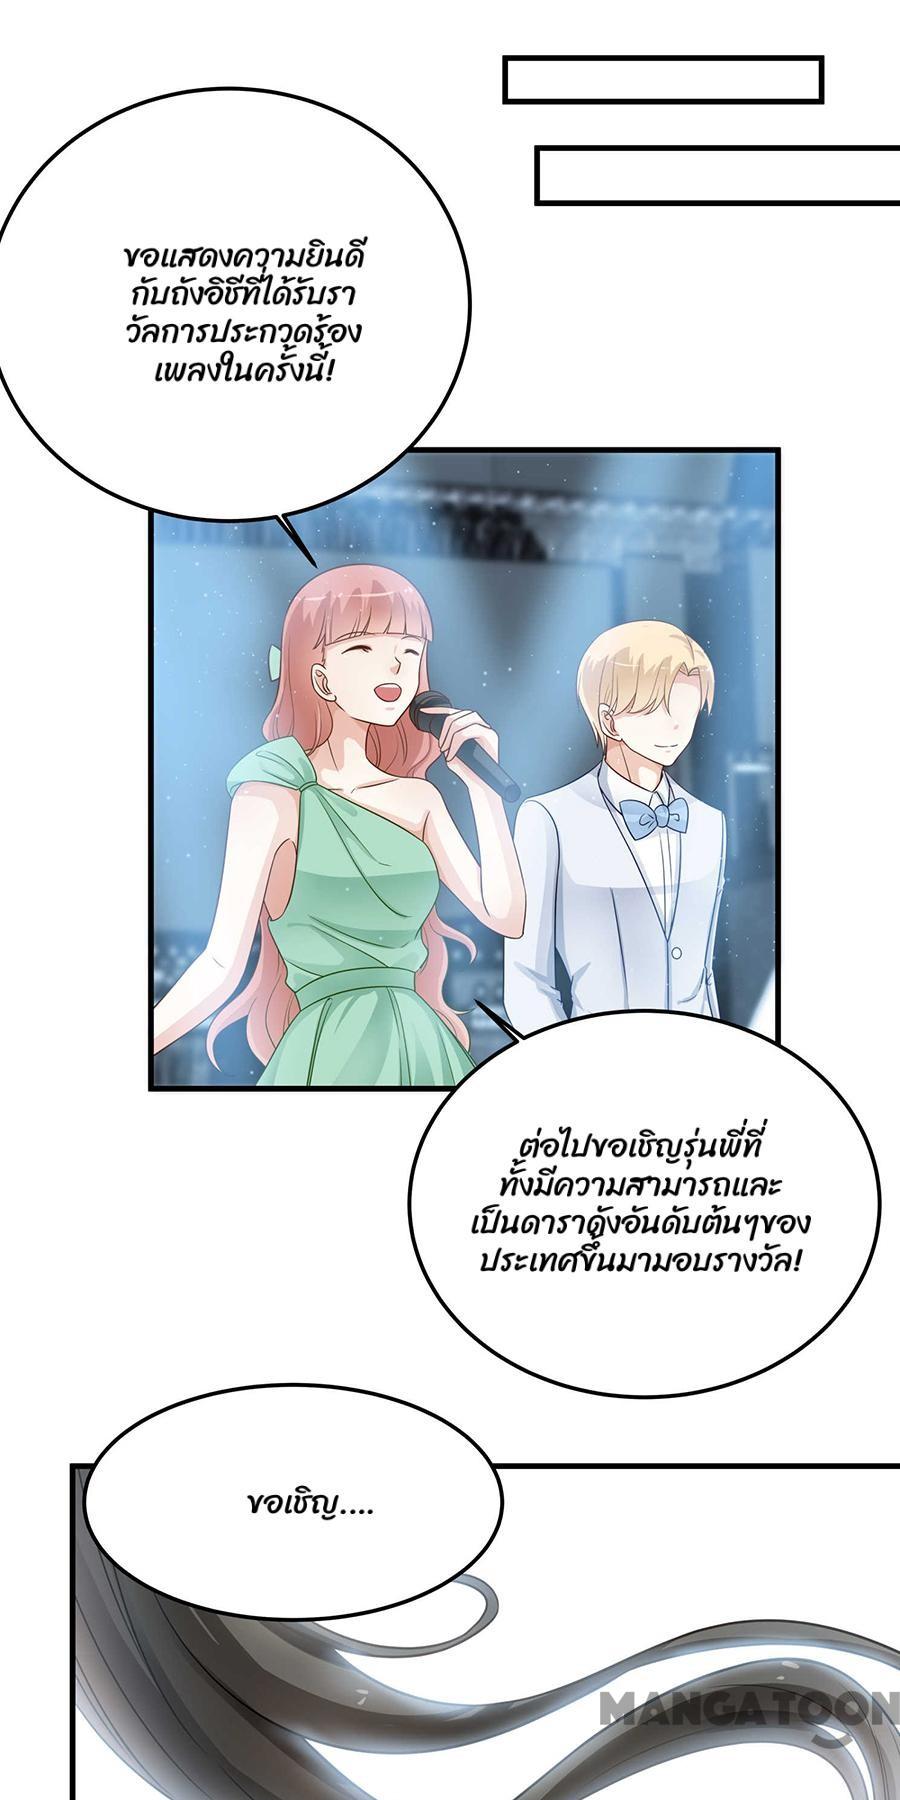 ขอแสดงความยินดี
กับถังอิชีที่ได้รับรา
วัลการประกวดร้อง
เพลงในครั้งนี้!
ต่อไปขอเชิญรุ่นพี่ที่
ทั้งมีความสามารถและ
เป็นดาราดังอันดับต้นๆของ
ประเทศขึ้นมามอบรางวัล!
ขอเชิญ....
MANGATOON